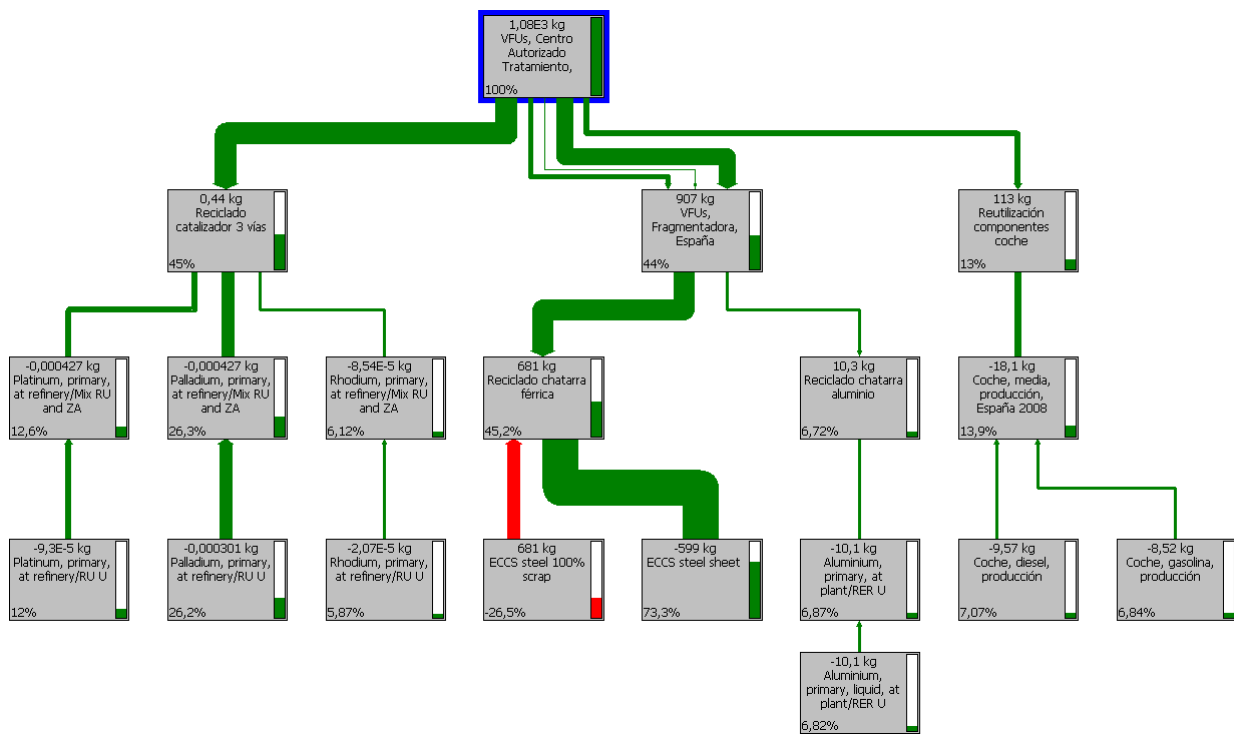 1,08E3 kg
VFUs, Centro
Autorizado
Tratamiento,
100%
0,44 kg
Reciclado
catalizador 3 vías
45%
907 kg
VFUs,
Fragmentadora,
España
44%
113 kg
Reutilización
componentes
coche
13%
-0,000427 kg
Platinum, primary,
at refinery/Mix RU
and ZA
12,6%
-0,000427 kg
Palladium, primary,
at refinery/Mix RU
and ZA
26,3%
-8,54E-5 kg
Rhodium, primary,
at refinery/Mix RU
and ZA
6,12%
681 kg
Reciclado chatarra
férrica
45,2%
10,3 kg
Reciclado chatarra
aluminio
6,72%
-18,1 kg
Coche, media,
producción,
España 2008
13,9%
-9,3E-5 kg
Platinum, primary,
at refinery/RU U
12%
-0,000301 kg
Palladium, primary,
at refinery/RU U
26,2%
-2,07E-5 kg
Rhodium, primary,
at refinery/RU U
5,87%
681 kg
ECCS steel 100%
scrap
-26,5%
-599 kg
ECCS steel sheet
73,3%
-10,1 kg
Aluminium,
primary, at
plant/RER U
6,87%
-9,57 kg
Coche, diesel,
producción
7,07%
-8,52 kg
Coche, gasolina,
producción
6,84%
-10,1 kg
Aluminium,
primary, liquid, at
plant/RER U
6,82%